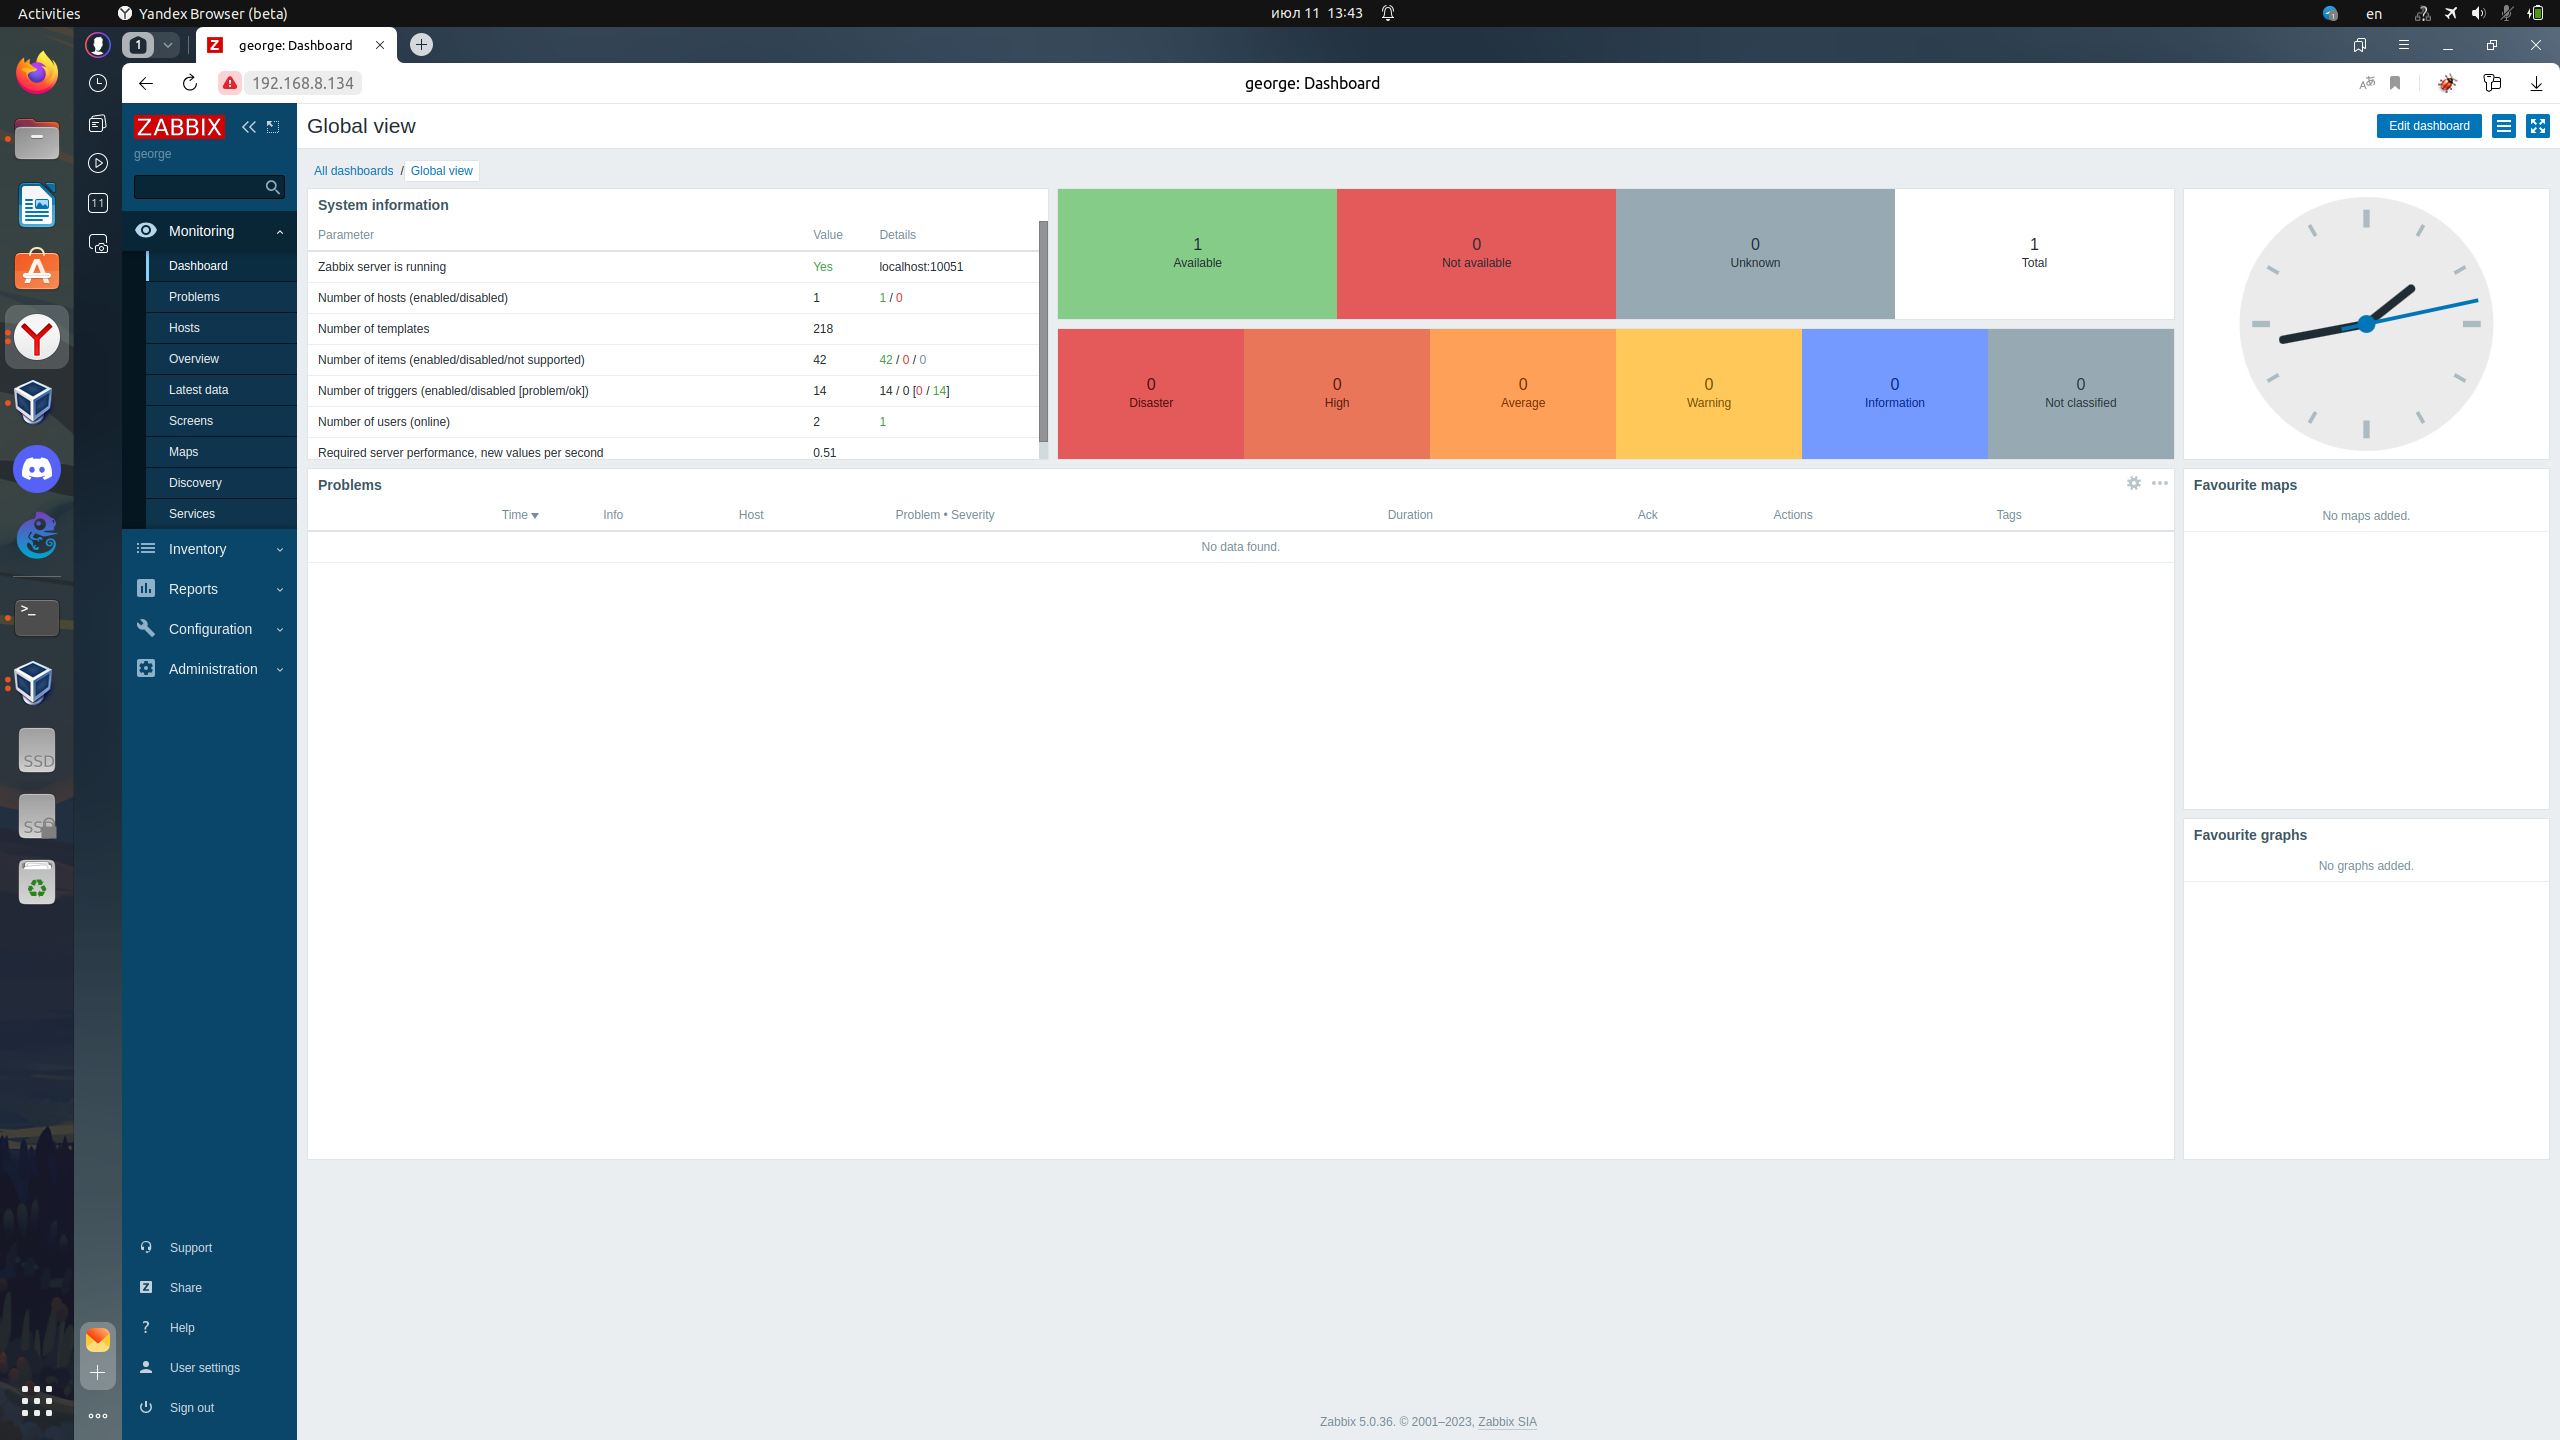 Activities
Yandex Browser (beta)
июл 11 13:43
en
1
george: Dashboard
192.168.8.134
george: Dashboard
11
ZABBIX
george
Monitoring
Dashboard
Problems
Hosts
Overview
Latest data
Screens
Maps
Discovery
Services
Inventory
Reports
Configuration
Administration
Support
Share
Help
User settings
Sign out
SSD
SSD
Global view
Edit dashboard
All dashboards / Global view
System information
Parameter Value Details
Zabbix server is running Yes localhost:10051
Number of hosts (enabled/disabled) 1 1 / 0
Number of templates 218
Number of items (enabled/disabled/not supported) 42 42 / 0 / 0
Number of triggers (enabled/disabled [problem/ok]) 14 14 / 0 [0 / 14]
Number of users (online) 2 1
Required server performance, new values per second 0.51
1 0 0 1
Available Not available Unknown Total
0 0 0 0 0 0
Disaster High Average Warning Information Not classified
Problems
Time Info Host Problem • Severity Duration Ack Actions Tags
No data found.
Favourite maps
No maps added.
Favourite graphs
No graphs added.
Zabbix 5.0.36. © 2001–2023, Zabbix SIA